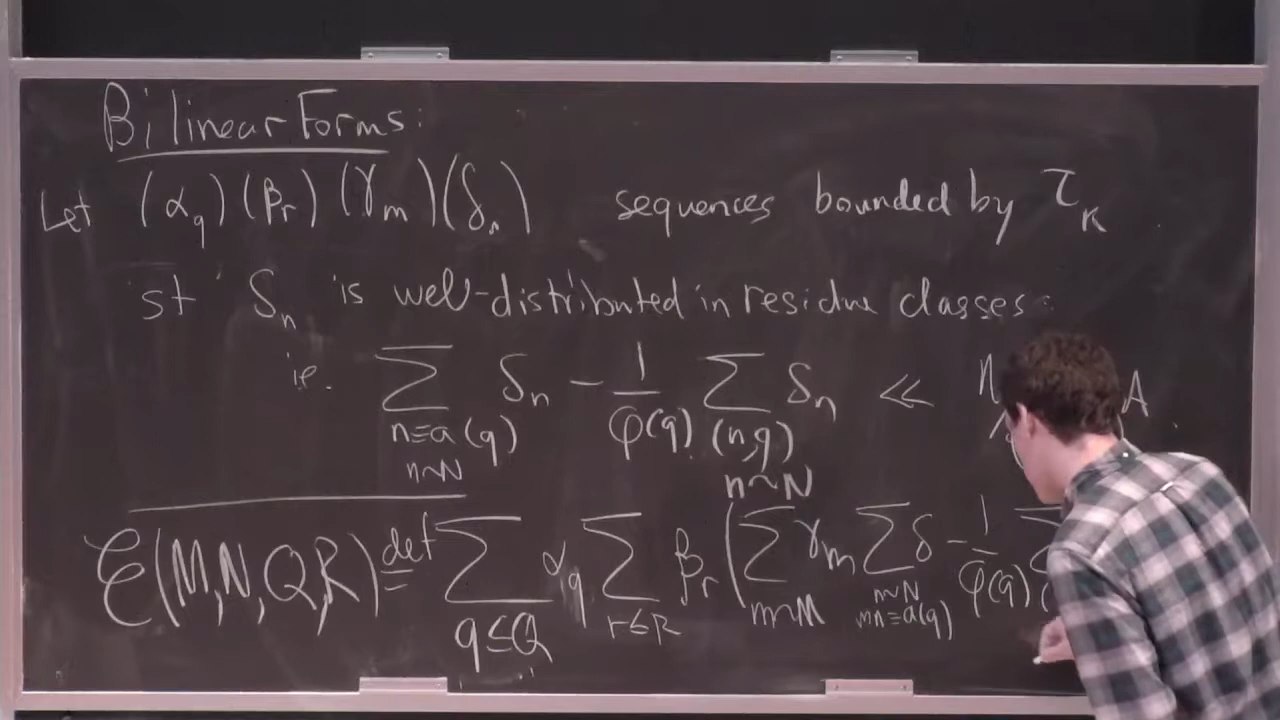 Bilinear Forms:
Let (α_q) (β_r) (γ_m) (δ_n) sequences bounded by τ_K
st δ_n is well-distributed in residue classes:
ie. ∑_{n≡a(q), n~N} δ_n − 1/φ(q) ∑_{(n,q), n~N} δ_n ≪
ℰ(M,N,Q,R) def= ∑_{q≤Q} α_q ∑_{r≤R} β_r ( ∑_{m~M} γ_m ∑_{n~N, mn≡a(q)} δ − 1/φ(q) ∑